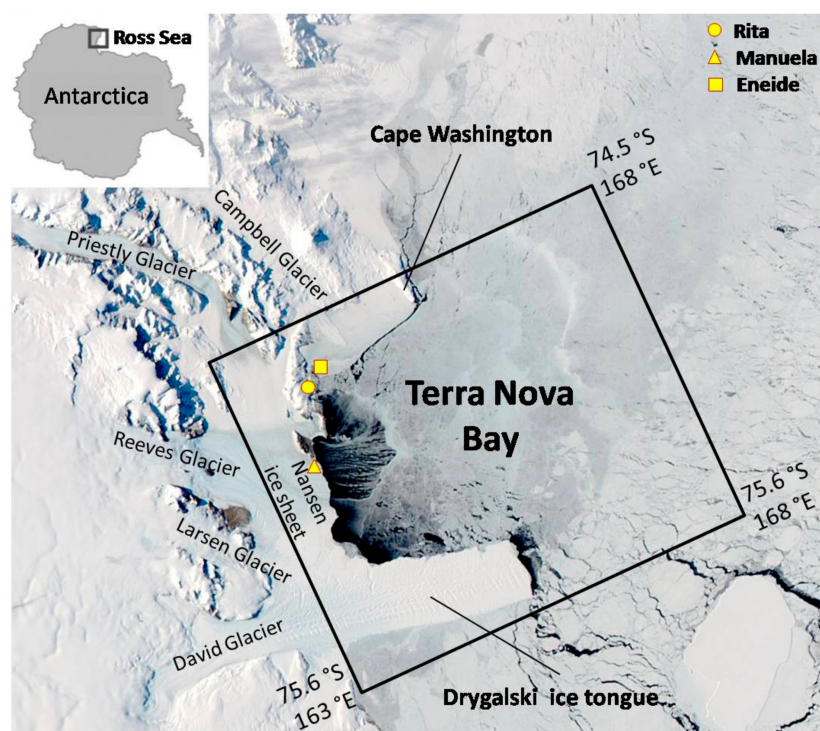 Ross Sea
Antarctica
Rita
Manuela
Eneide
Cape Washington
74.5 °S
168 °E
Campbell Glacier
Priestly Glacier
Terra Nova
Bay
Reeves Glacier
Nansen
ice sheet
75.6 °S
168 °E
Larsen Glacier
David Glacier
75.6 °S
163 °E
Drygalski ice tongue